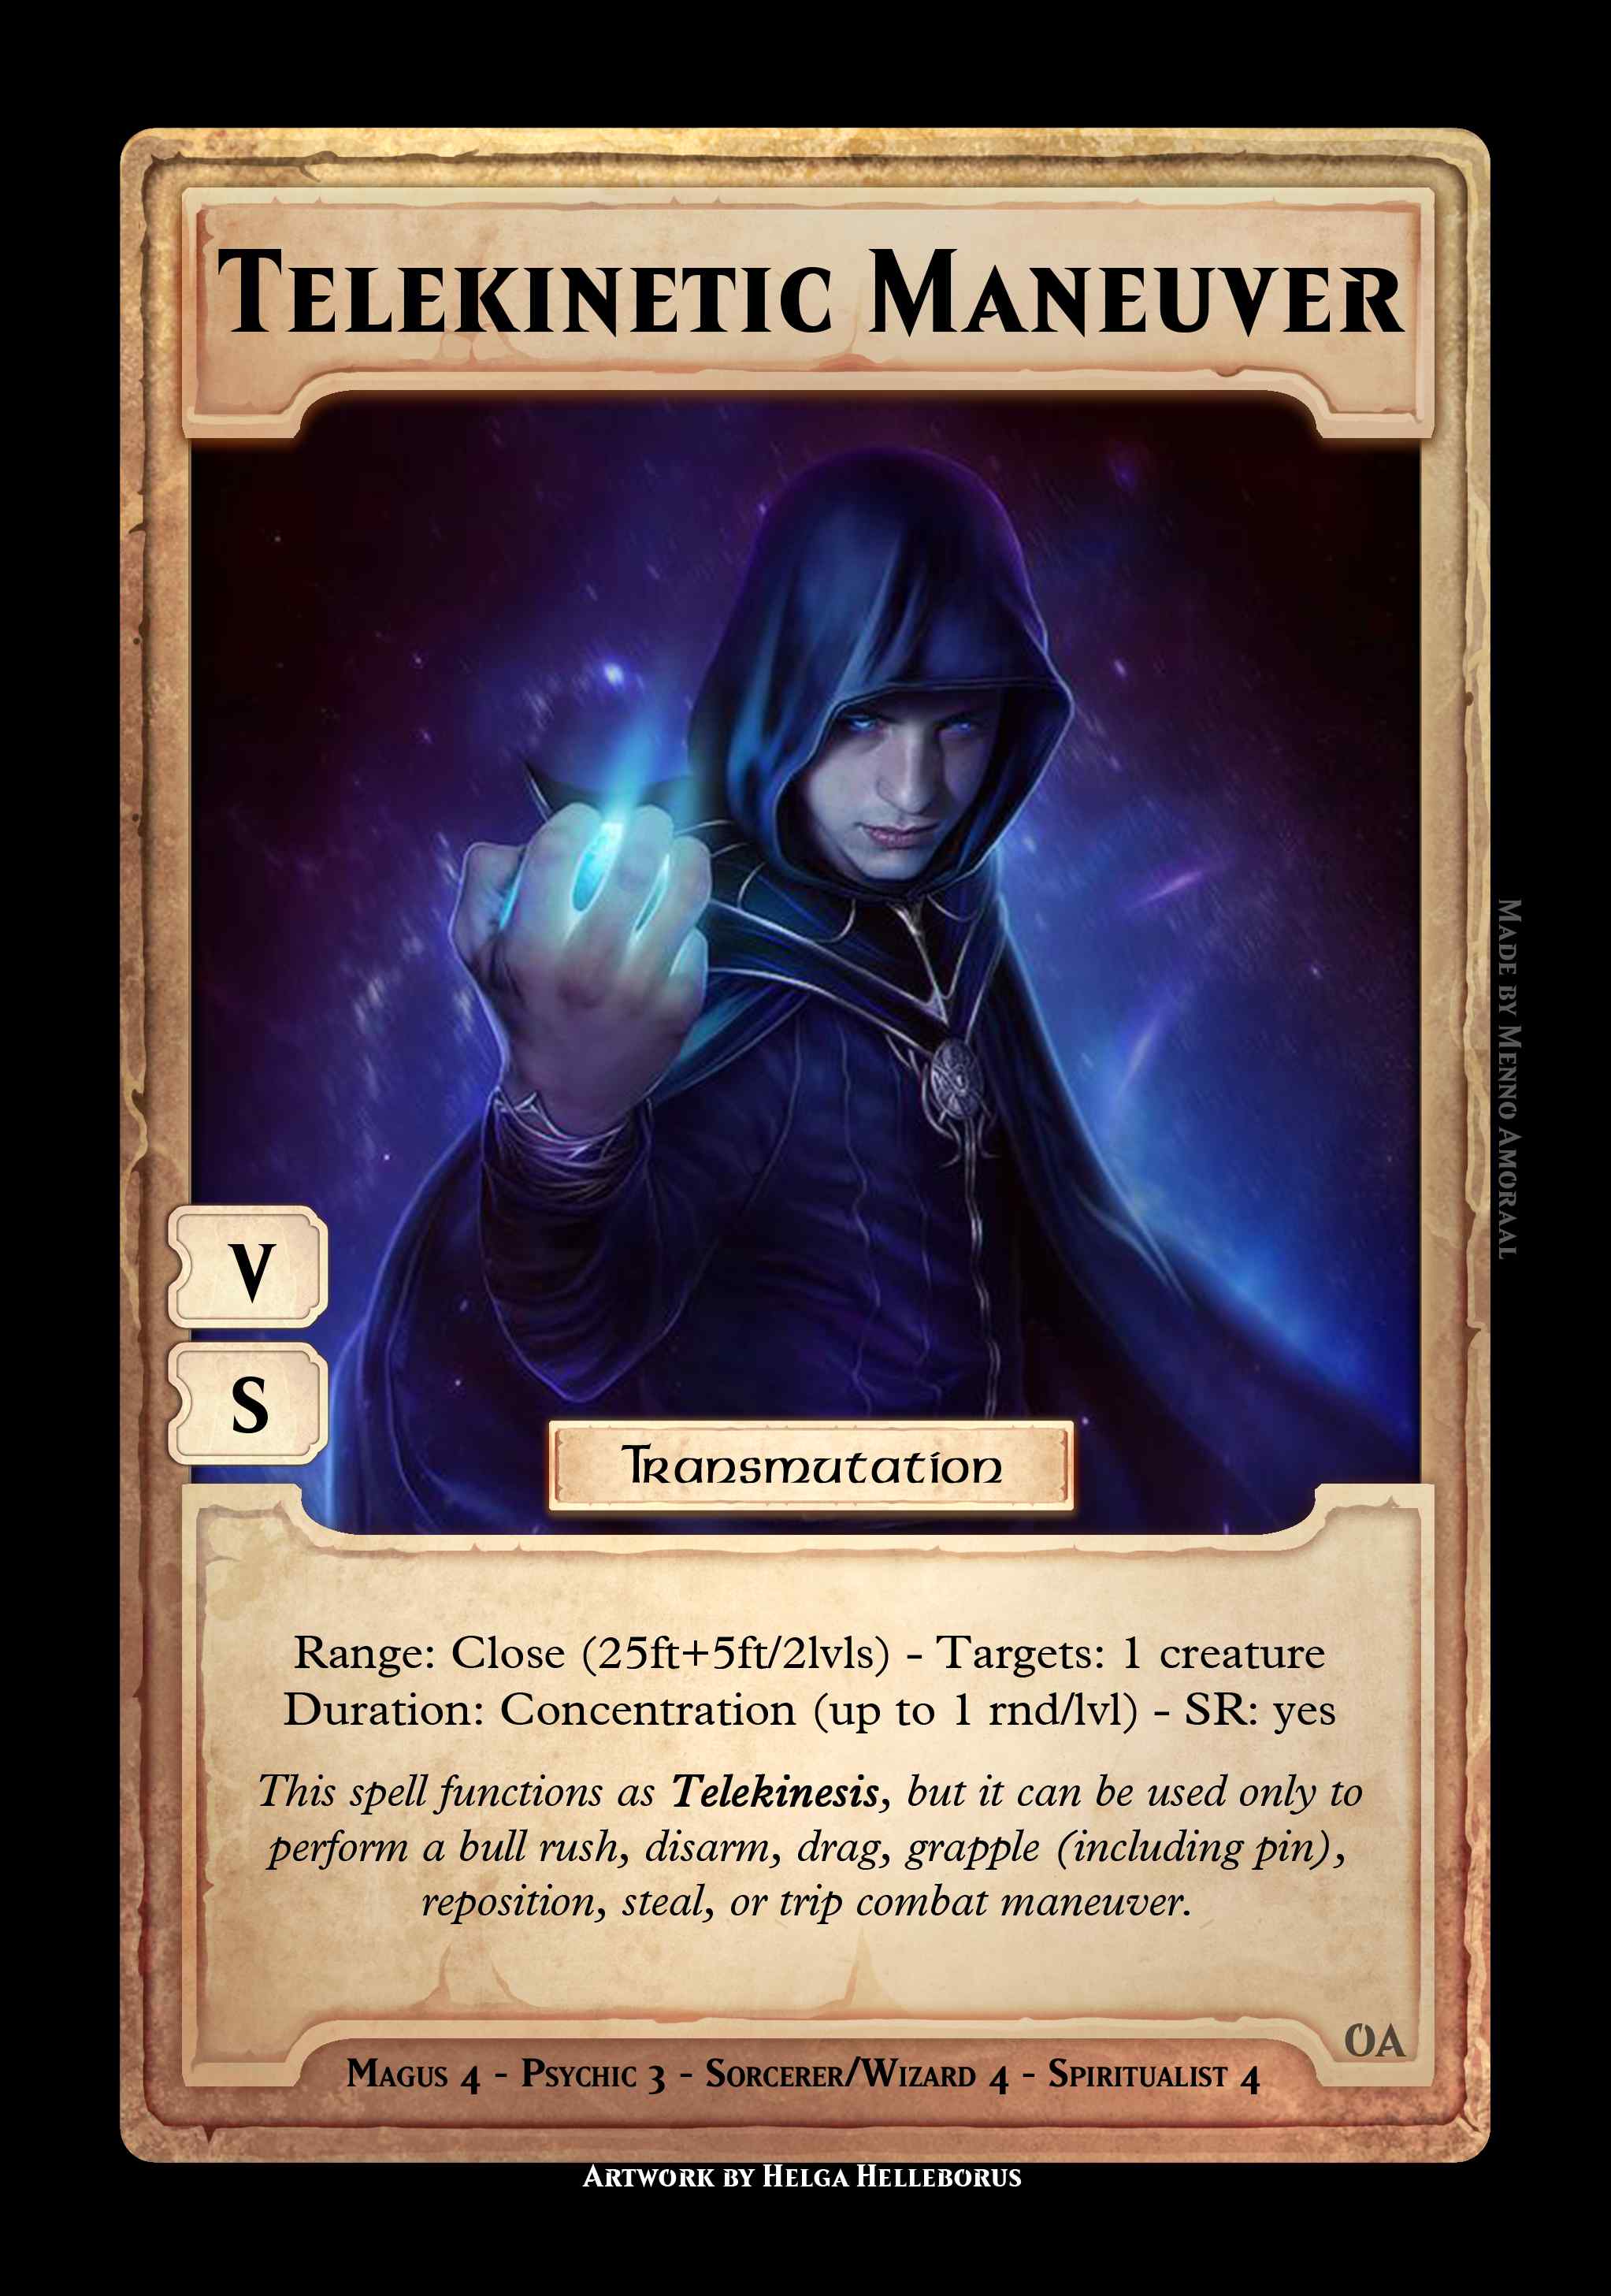 Telekinetic Maneuver
V
S
Transmutation
Range: Close (25ft+5ft/2lvls) - Targets: 1 creature
Duration: Concentration (up to 1 rnd/lvl) - SR: yes
This spell functions as Telekinesis, but it can be used only to
perform a bull rush, disarm, drag, grapple (including pin),
reposition, steal, or trip combat maneuver.
OA
Magus 4 - Psychic 3 - Sorcerer/Wizard 4 - Spiritualist 4
Artwork by Helga Helleborus
Made by Menno Amoraal